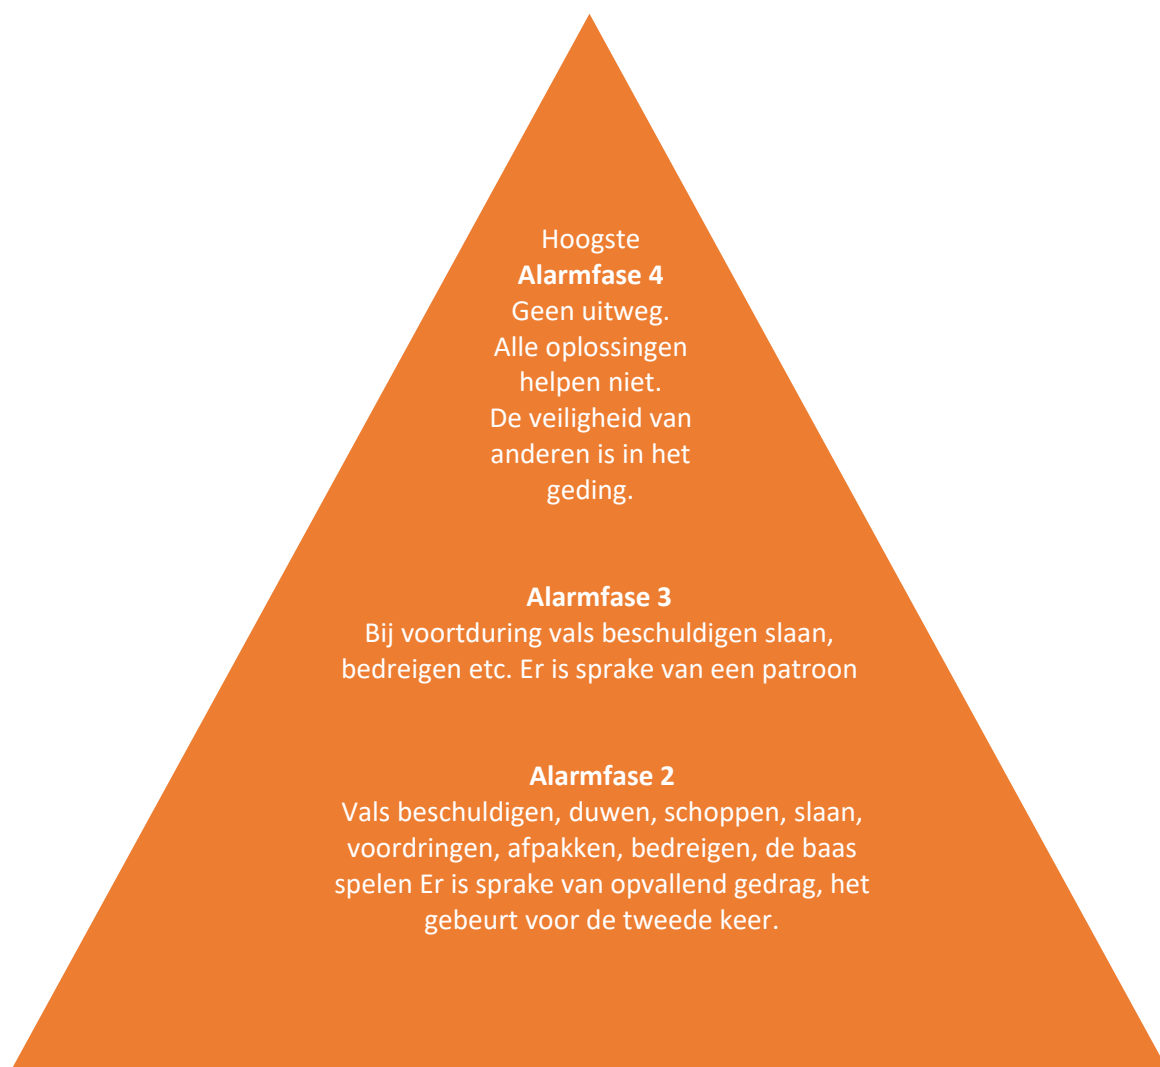 Hoogste
Alarmfase 4
Geen uitweg.
Alle oplossingen
helpen niet.
De veiligheid van
anderen is in het
geding.
Alarmfase 3
Bij voortduring vals beschuldigen slaan,
bedreigen etc. Er is sprake van een patroon
Alarmfase 2
Vals beschuldigen, duwen, schoppen, slaan,
voordringen, afpakken, bedreigen, de baas
spelen Er is sprake van opvallend gedrag, het
gebeurt voor de tweede keer.